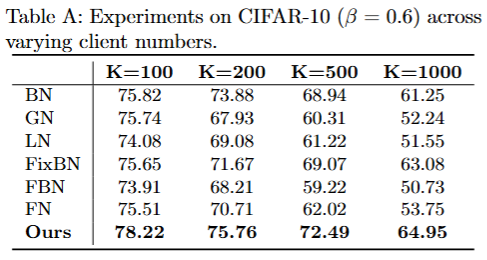 Table A: Experiments on CIFAR-10 (β = 0.6) across
varying client numbers.
K=100 K=200 K=500 K=1000
BN 75.82 73.88 68.94 61.25
GN 75.74 67.93 60.31 52.24
LN 74.08 69.08 61.22 51.55
FixBN 75.65 71.67 69.07 63.08
FBN 73.91 68.21 59.22 50.73
FN 75.51 70.71 62.02 53.75
Ours 78.22 75.76 72.49 64.95